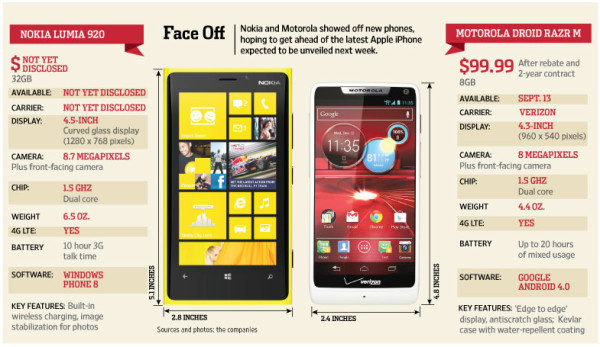 NOKIA LUMIA 920
$ NOT YET
DISCLOSED
32GB
AVAILABLE: NOT YET DISCLOSED
CARRIER: NOT YET DISCLOSED
DISPLAY: 4.5-INCH
Curved glass display
(1280 x 768 pixels)
CAMERA: 8.7 MEGAPIXELS
Plus front-facing camera
CHIP: 1.5 GHZ
Dual core
WEIGHT 6.5 OZ.
4G LTE: YES
BATTERY 10 hour 3G
talk time
SOFTWARE: WINDOWS
PHONE 8
KEY FEATURES: Built-in
wireless charging, image
stabilization for photos
Face Off
Nokia and Motorola showed off new phones,
hoping to get ahead of the latest Apple iPhone
expected to be unveiled next week.
NOKIA
5.1 INCHES
2.8 INCHES
Sources and photos: the companies
MOTOROLA
Google
11:35
81°
Google
Play Music
Play Store
verizon
2.4 INCHES
4.8 INCHES
MOTOROLA DROID RAZR M
$99.99 After rebate and
2-year contract
8GB
AVAILABLE: SEPT. 13
CARRIER: VERIZON
DISPLAY: 4.3-INCH
(960 x 540 pixels)
CAMERA: 8 MEGAPIXELS
Plus front-facing camera
CHIP: 1.5 GHZ
Dual core
WEIGHT 4.4 OZ.
4G LTE: YES
BATTERY Up to 20 hours
of mixed usage
SOFTWARE: GOOGLE
ANDROID 4.0
KEY FEATURES: 'Edge to edge'
display, antiscratch glass; Kevlar
case with water-repellent coating